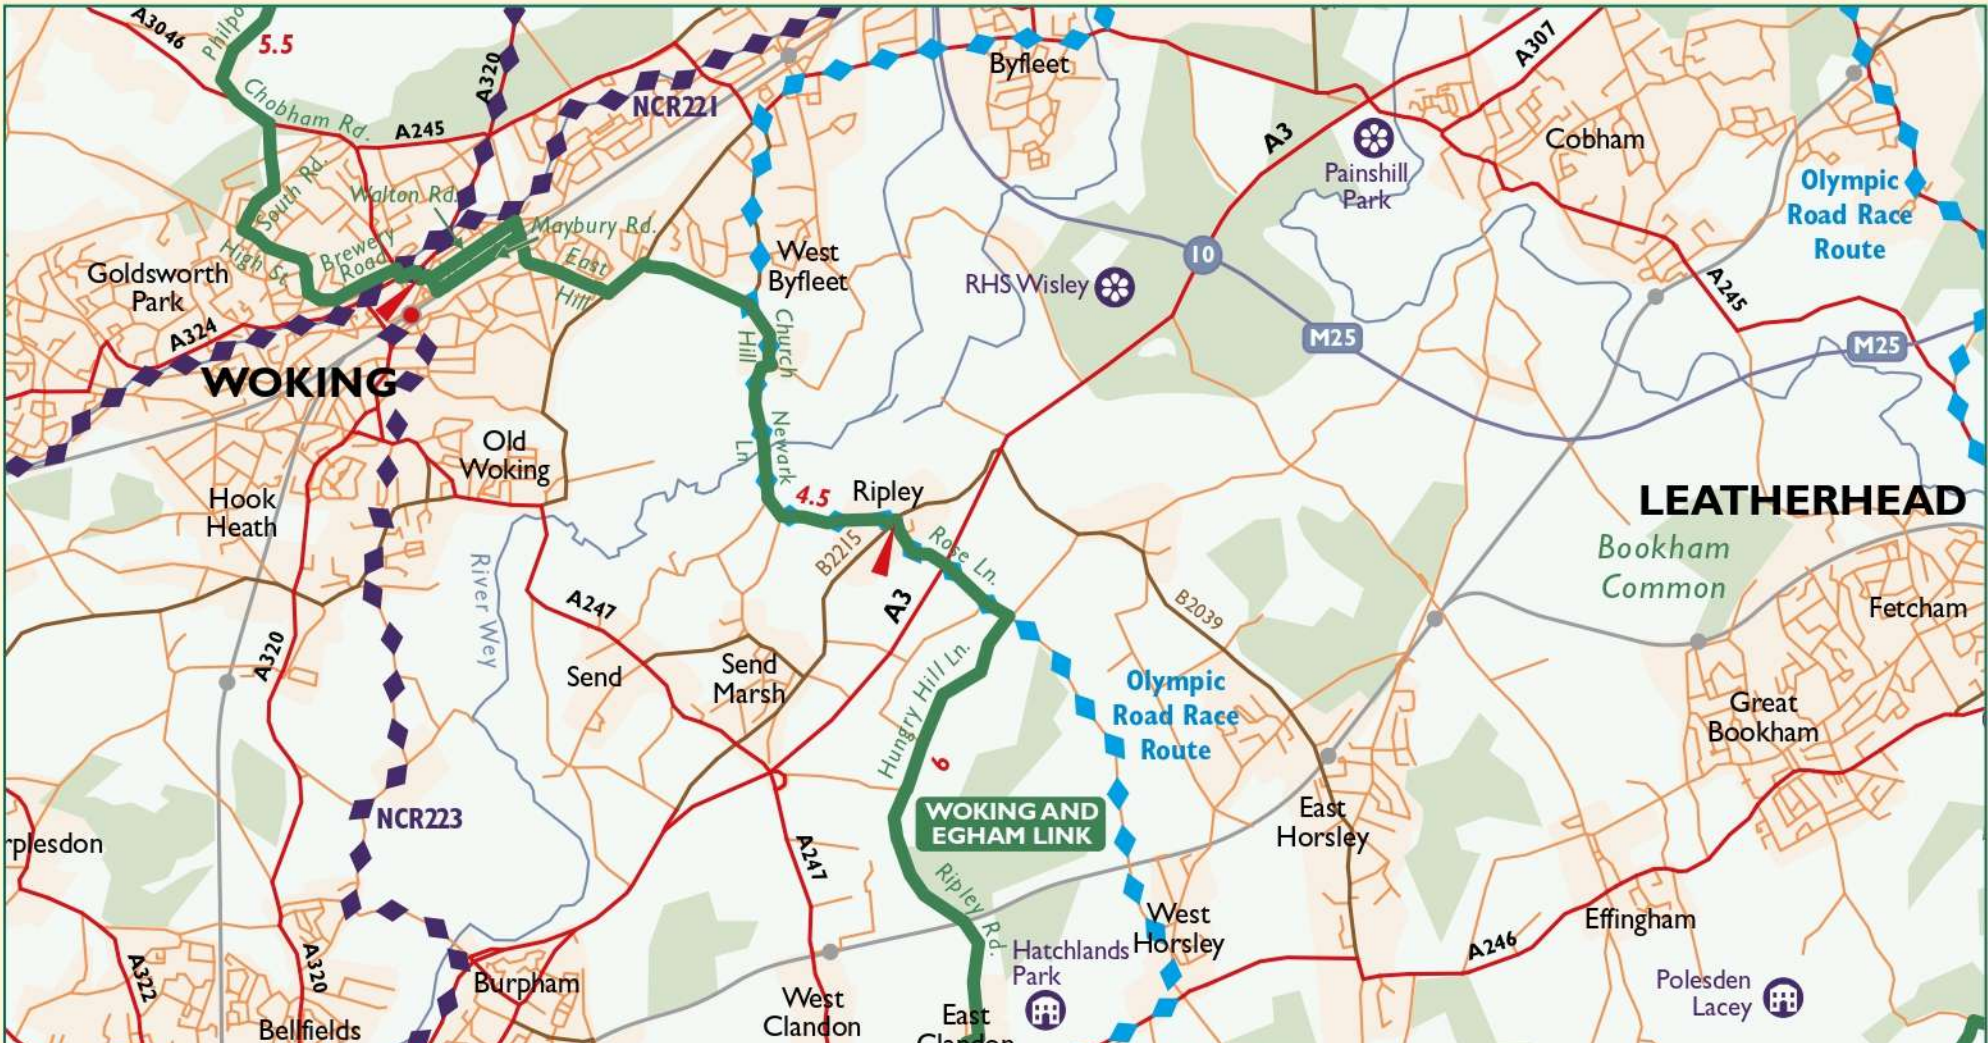 A3046
Philpo
5.5
A320
NCR221
Byfleet
A307
A3
Chobham Rd.
A245
Painshill
Park
Cobham
Olympic
Road Race
Route
South Rd.
Walton Rd.
Maybury Rd.
High St
Brewery
Road
East
Hill
West
Byfleet
10
RHS Wisley
Goldsworth
Park
A324
A245
M25
M25
Church
Hill
WOKING
Newark
Ln
Old
Woking
Hook
Heath
4.5
Ripley
LEATHERHEAD
Bookham
Common
B2215
Rose Ln.
River Wey
A247
A3
B2039
Fetcham
A320
Send
Send
Marsh
Hungry Hill Ln.
Olympic
Road Race
Route
Great
Bookham
6
NCR223
WOKING AND
EGHAM LINK
East
Horsley
rplesdon
A247
Ripley Rd.
West
Horsley
Effingham
A246
A322
A320
Burpham
Hatchlands
Park
Polesden
Lacey
West
Clandon
East
Clandon
Bellfields